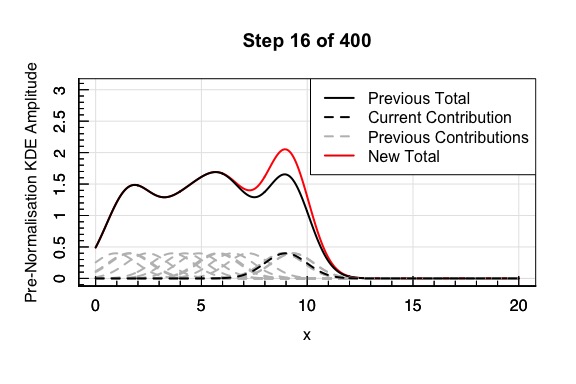 Step 16 of 400
Pre-Normalisation KDE Amplitude
3
2.5
2
1.5
1
0.5
0
Previous Total
Current Contribution
Previous Contributions
New Total
0 5 10 15 20
x